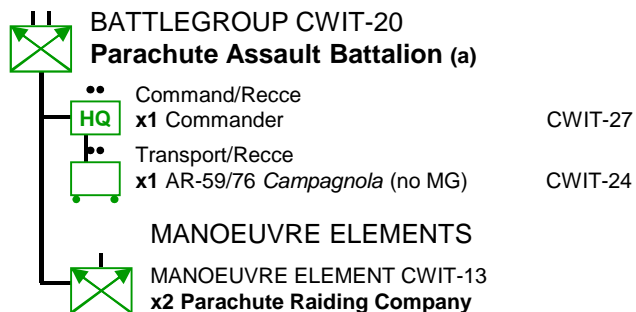 BATTLEGROUP CWIT-20
Parachute Assault Battalion (a)
Command/Recce
HQ x1 Commander CWIT-27
Transport/Recce
x1 AR-59/76 Campagnola (no MG) CWIT-24
MANOEUVRE ELEMENTS
MANOEUVRE ELEMENT CWIT-13
x2 Parachute Raiding Company